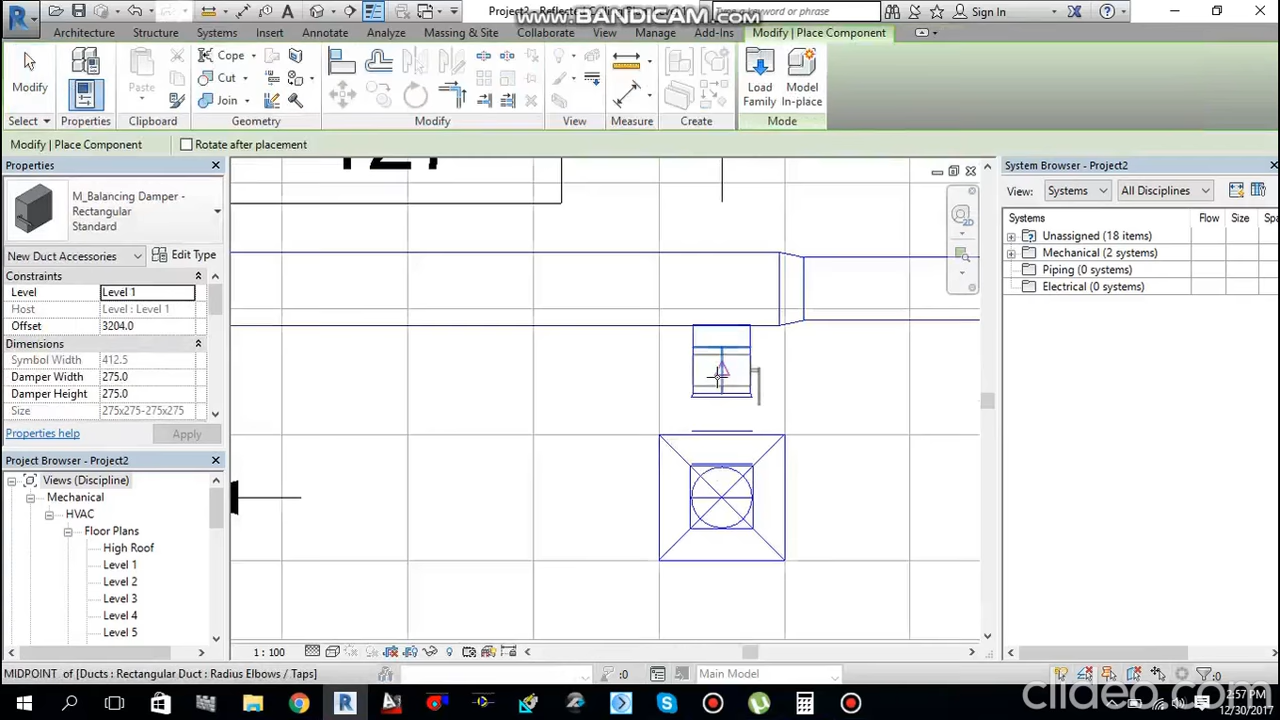 Project2 - Reflected Ceiling Pl
WWW.BANDICAM.COM
Type a keyword or phrase
Sign In
Architecture Structure Systems Insert Annotate Analyze Massing & Site Collaborate View Manage Add-Ins Modify | Place Component
Modify
Paste
Cope
Cut
Join
Load Family
Model In-place
Select Properties Clipboard Geometry Modify View Measure Create Mode
Modify | Place Component Rotate after placement
Properties
M_Balancing Damper - Rectangular
Standard
New Duct Accessories Edit Type
Constraints
Level Level 1
Host Level : Level 1
Offset 3204.0
Dimensions
Symbol Width 412.5
Damper Width 275.0
Damper Height 275.0
Size 275x275-275x275
Properties help Apply
Project Browser - Project2
Views (Discipline)
Mechanical
HVAC
Floor Plans
High Roof
Level 1
Level 2
Level 3
Level 4
Level 5
2D
1 : 100
System Browser - Project2
View: Systems All Disciplines
Systems Flow Size Sp
Unassigned (18 items)
Mechanical (2 systems)
Piping (0 systems)
Electrical (0 systems)
MIDPOINT of [Ducts : Rectangular Duct : Radius Elbows / Taps]
:0
Main Model
:0
clideo.com
2:57 PM
12/30/2017